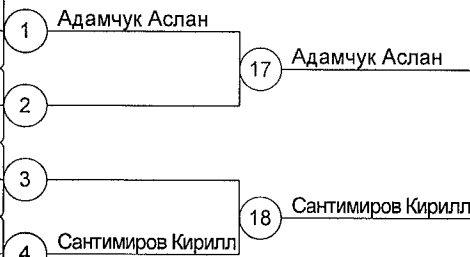 1 Адамчук Аслан
17 Адамчук Аслан
2
3
18 Сантимиров Кирилл
4 Сантимиров Кирилл